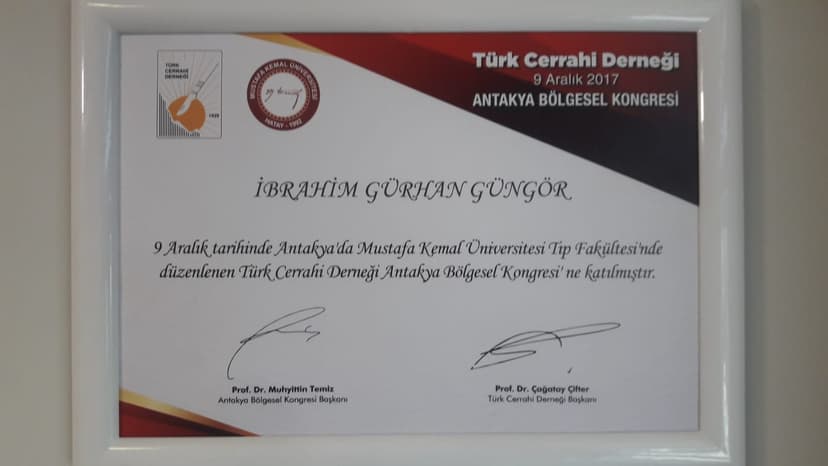 TÜRK
CERRAHİ
DERNEĞİ
1929
MUSTAFA KEMAL ÜNİVERSİTESİ
HATAY - 1992
Türk Cerrahi Derneği
9 Aralık 2017
ANTAKYA BÖLGESEL KONGRESİ
İBRAHİM GÜRHAN GÜNGÖR
9 Aralık tarihinde Antakya'da Mustafa Kemal Üniversitesi Tıp Fakültesi'nde
düzenlenen Türk Cerrahi Derneği Antakya Bölgesel Kongresi' ne katılmıştır.
Prof. Dr. Muhyittin Temiz
Antakya Bölgesel Kongresi Başkanı
Prof. Dr. Çağatay Çifter
Türk Cerrahi Derneği Başkanı